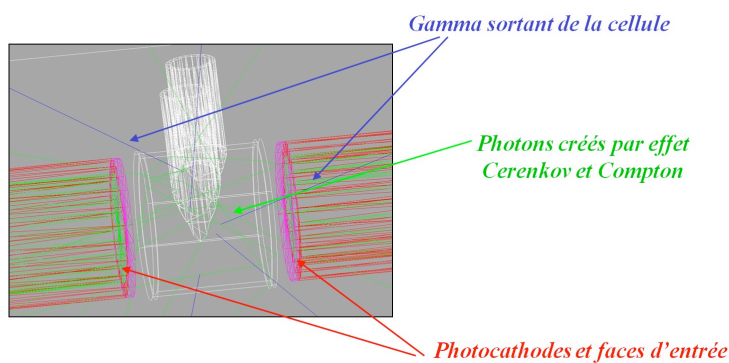 Gamma sortant de la cellule
Photons créés par effet
Cerenkov et Compton
Photocathodes et faces d'entrée